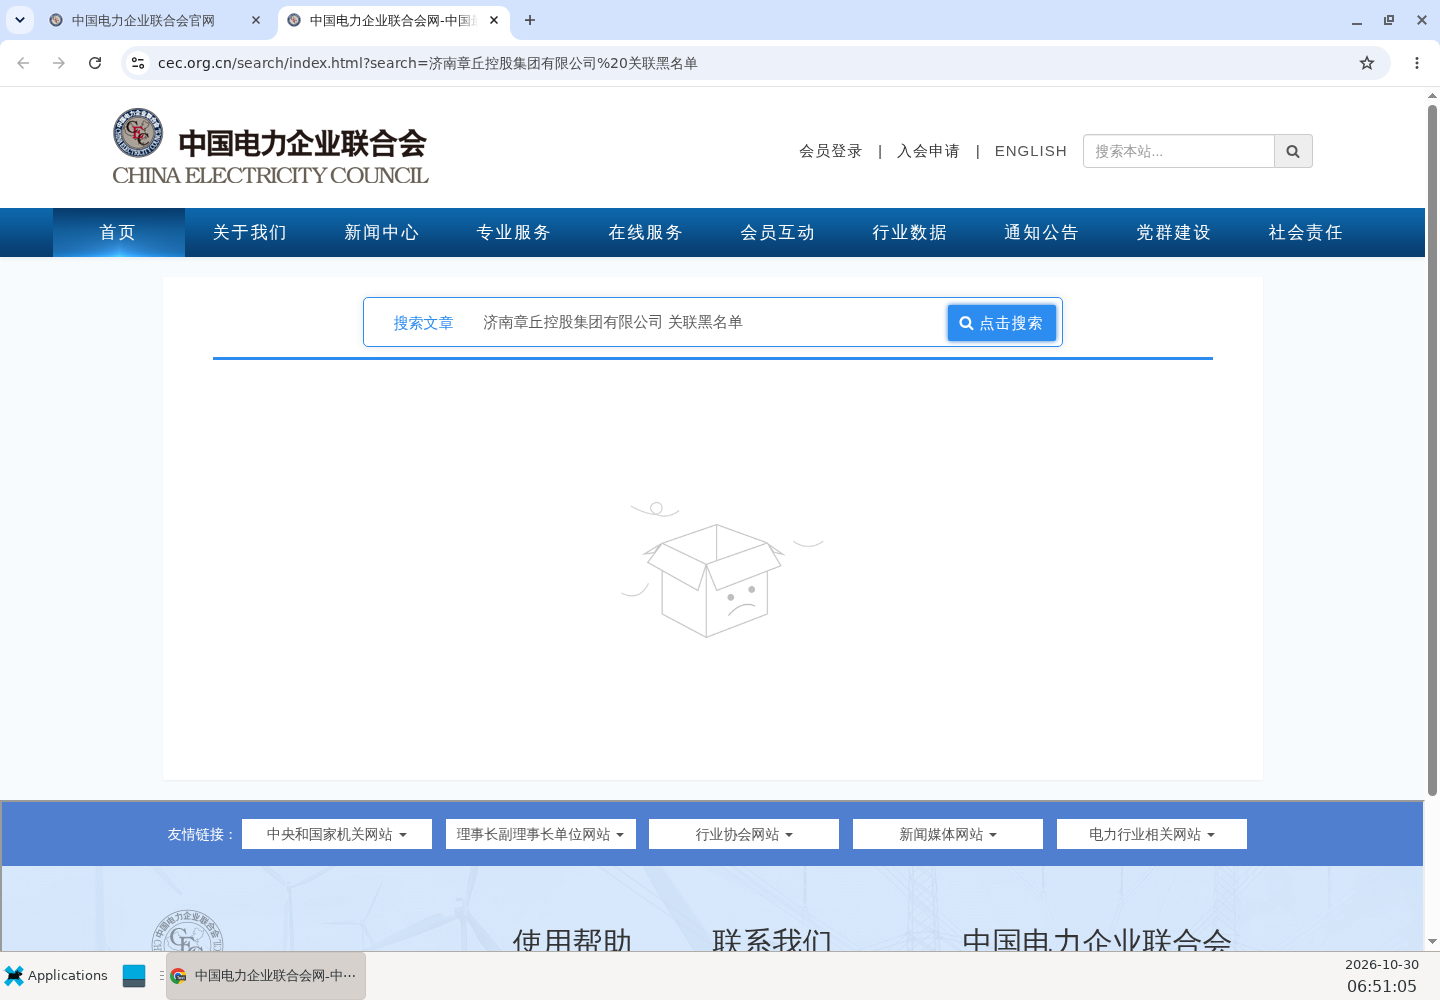 中国电力企业联合会官网
中国电力企业联合会网-中国
cec.org.cn/search/index.html?search=济南章丘控股集团有限公司%20关联黑名单
中国电力企业联合会
CHINA ELECTRICITY COUNCIL
会员登录 | 入会申请 | ENGLISH 搜索本站...
首页 关于我们 新闻中心 专业服务 在线服务 会员互动 行业数据 通知公告 党群建设 社会责任
搜索文章 济南章丘控股集团有限公司 关联黑名单 点击搜索
友情链接： 中央和国家机关网站 理事长副理事长单位网站 行业协会网站 新闻媒体网站 电力行业相关网站
使用帮助 联系我们 中国电力企业联合会
Applications 中国电力企业联合会网-中...
2026-10-30
06:51:05